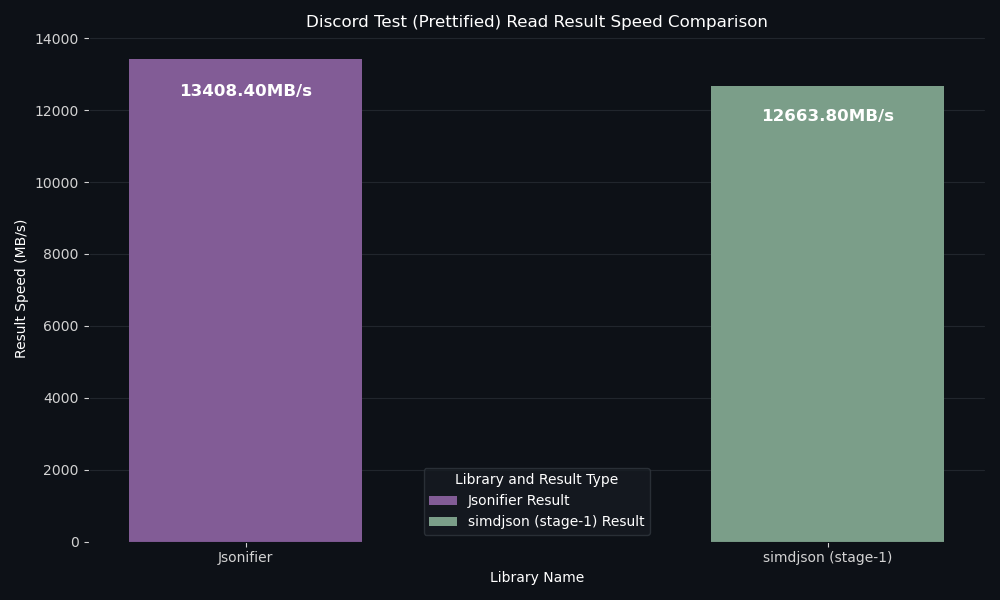 Discord Test (Prettified) Read Result Speed Comparison
14000
12000
10000
8000
6000
4000
2000
0
Result Speed (MB/s)
13408.40MB/s
12663.80MB/s
Library and Result Type
Jsonifier Result
simdjson (stage-1) Result
Jsonifier
simdjson (stage-1)
Library Name